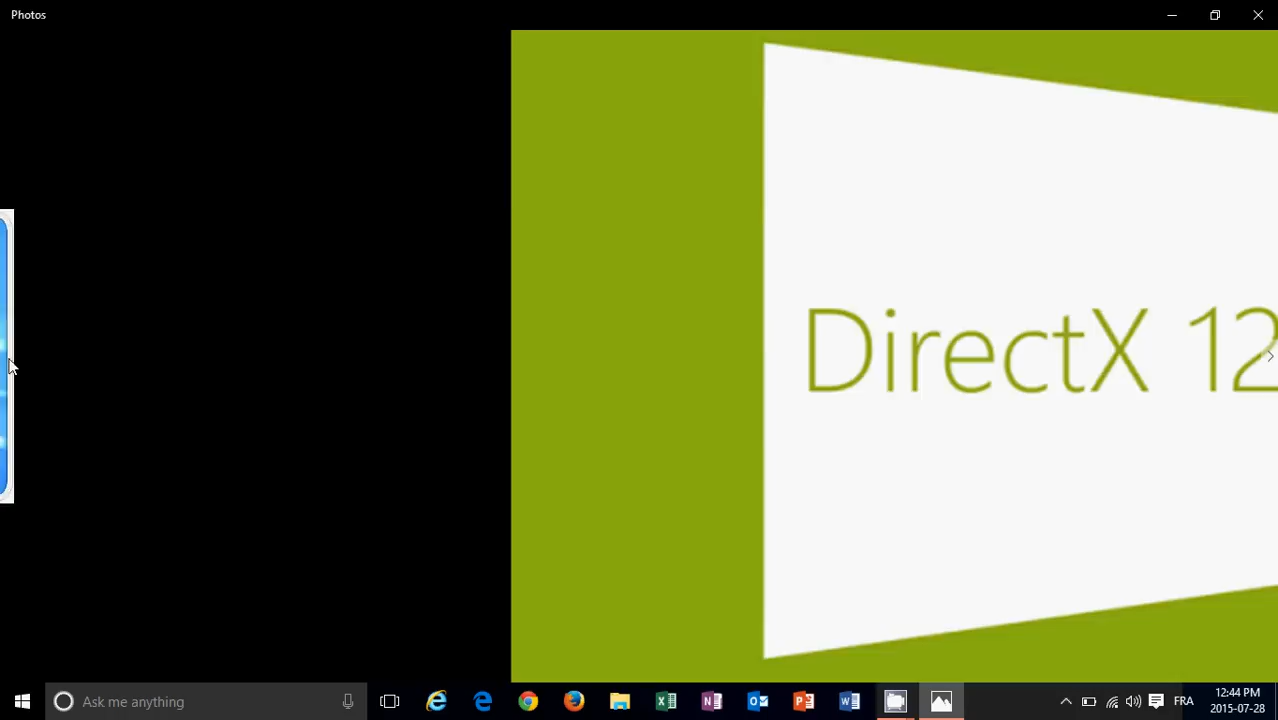 Photos
DirectX 12
Ask me anything
FRA
12:44 PM
2015-07-28